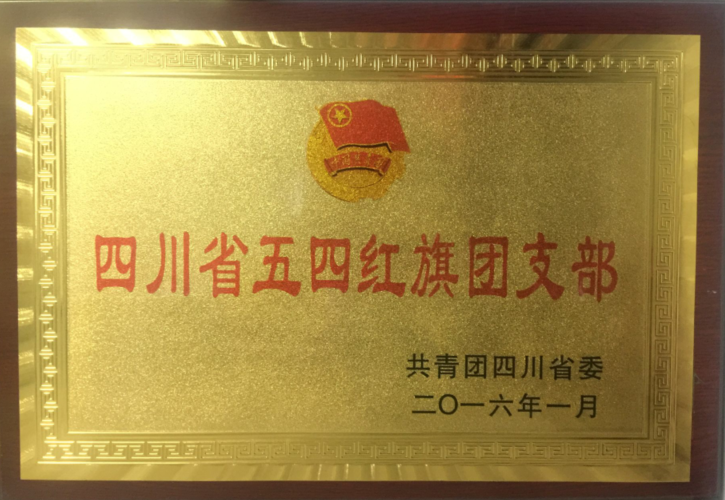 四川省五四红旗团支部
共青团四川省委
二〇一六年一月